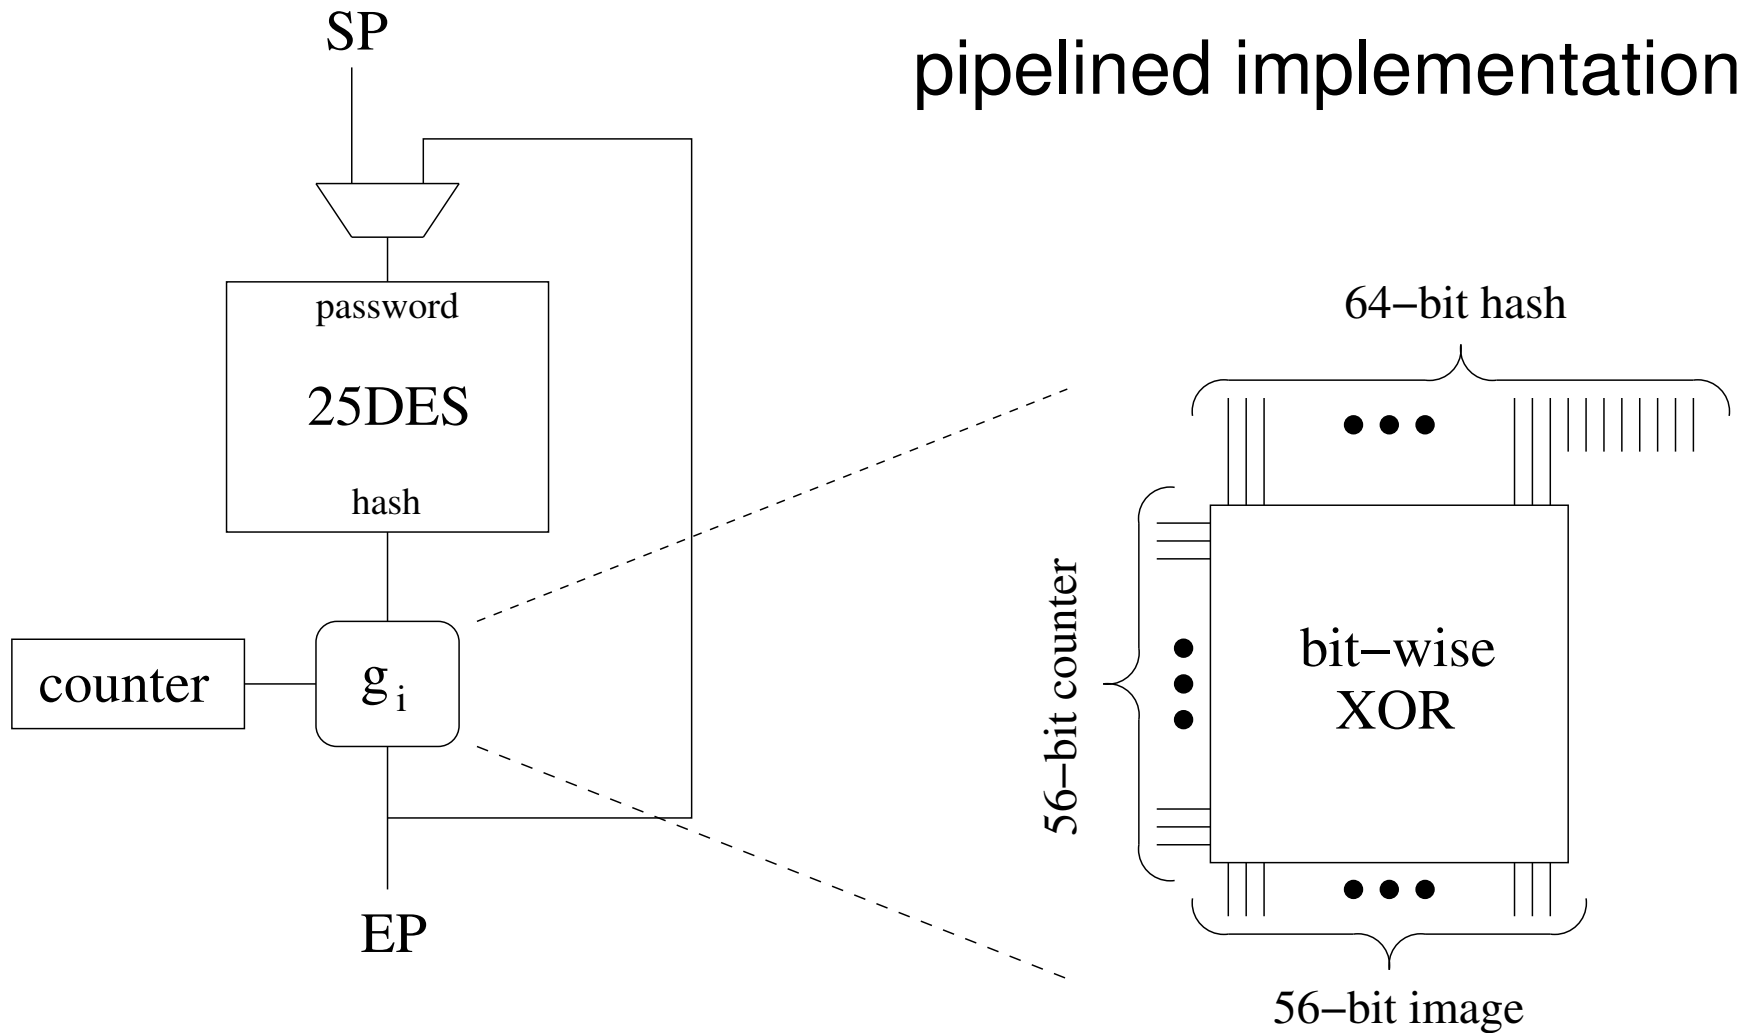 SP
pipelined implementation
password
25DES
hash
counter
g i
EP
64−bit hash
56−bit counter
bit−wise
XOR
56−bit image